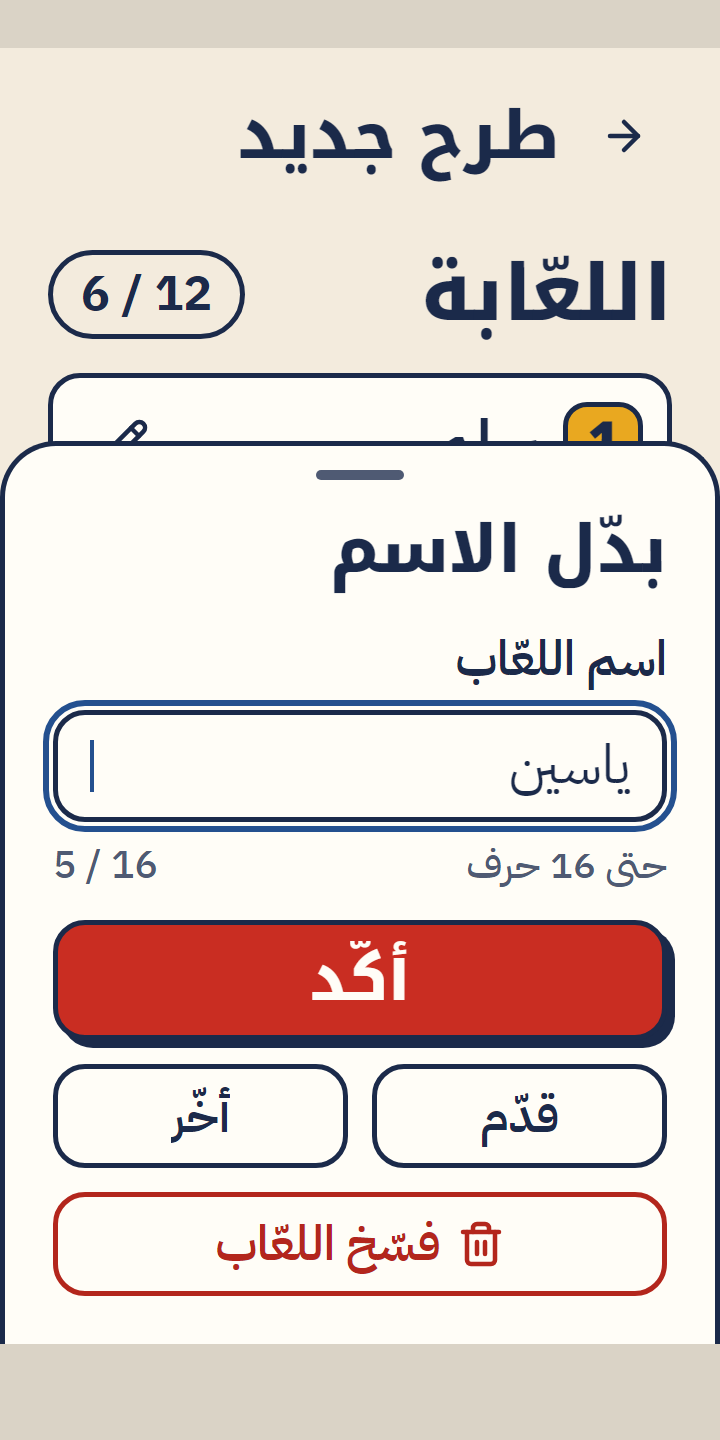 طرح جديد
اللعّابة
6 / 12
1
بدّل الاسم
اسم اللعّاب
ياسين
حتى 16 حرف
5 / 16
أكّد
قدّم
أخّر
فسّخ اللعّاب